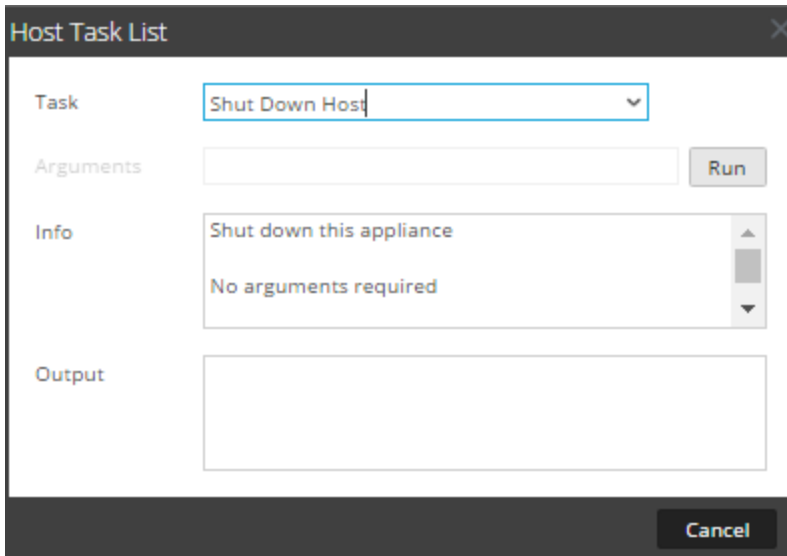 Host Task List
Task
Shut Down Host
Arguments
Run
Info
Shut down this appliance
No arguments required
Output
Cancel